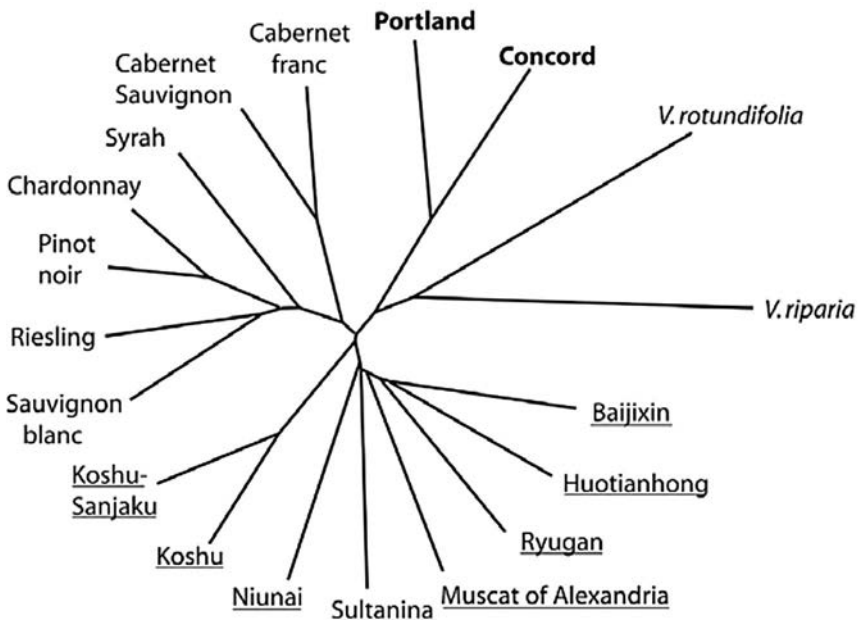 Portland
Cabernet
franc
Concord
Cabernet
Sauvignon
V. rotundifolia
Syrah
Chardonnay
Pinot
noir
V. riparia
Riesling
Sauvignon
blanc
Baijixin
Koshu-
Sanjaku
Huotianhong
Ryugan
Koshu
Niunai
Sultanina
Muscat of Alexandria